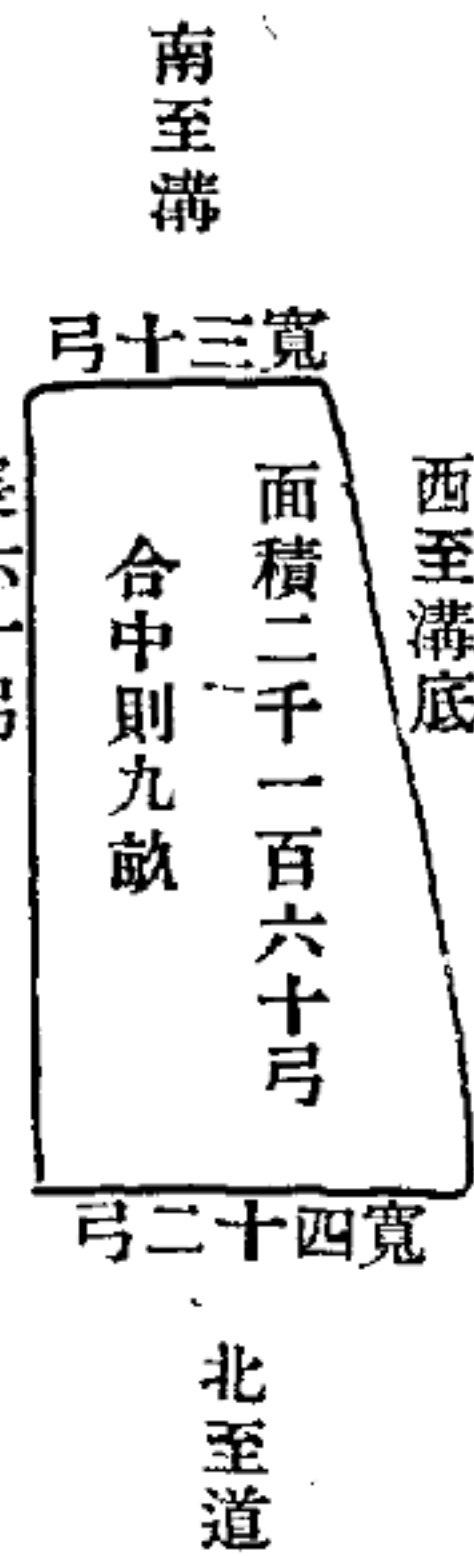 南至溝
寬三十弓
西至溝底
面積二千一百六十弓
合中則九畝
寬四十二弓
北至道